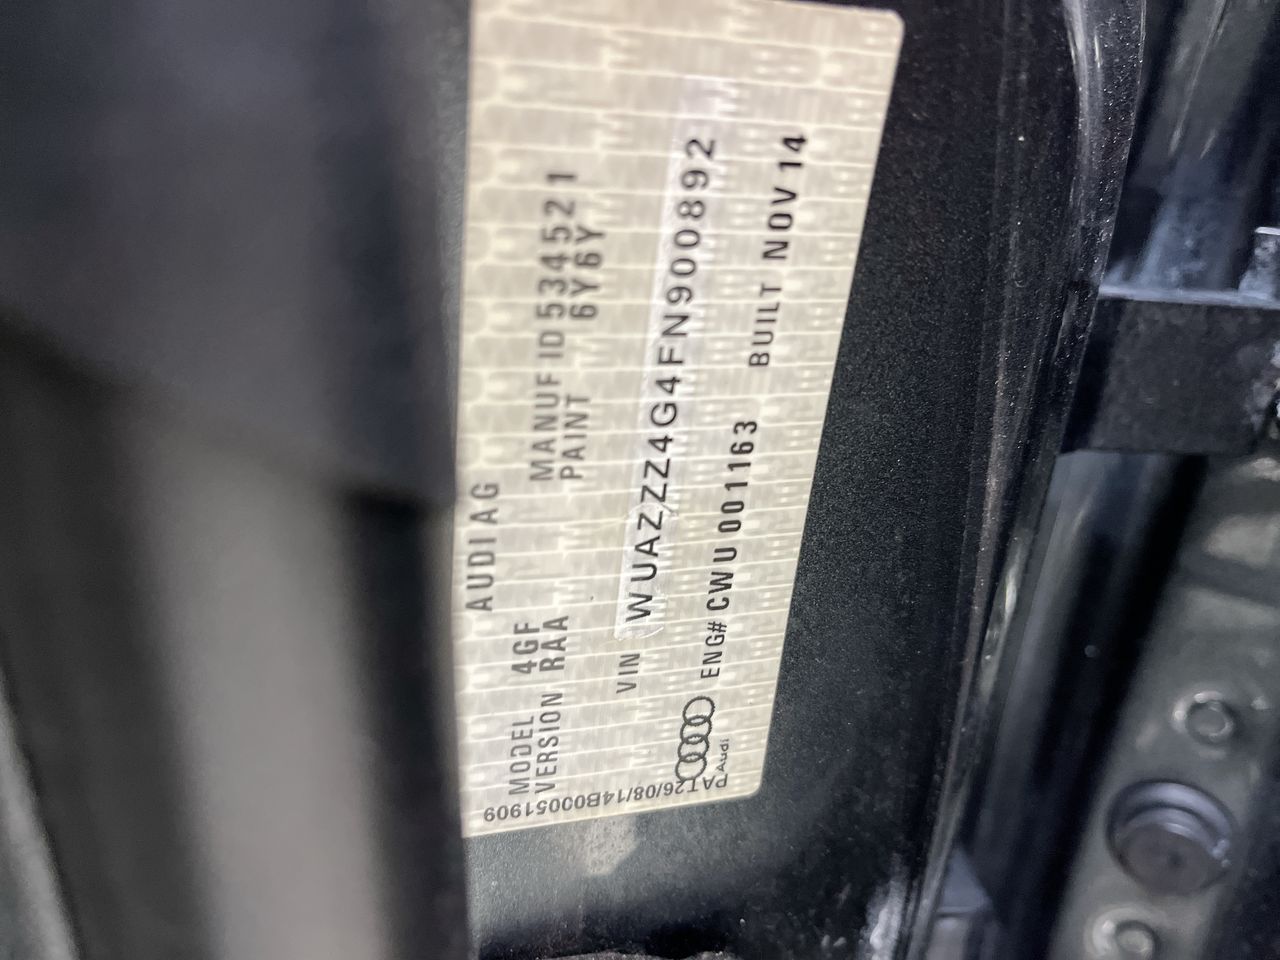 AUDI AG
MODEL 4GF MANUF ID 534521
VERSION RAA PAINT 6Y6Y
VIN WUAZZZ4G4FN900892
ENG# CWU 001163 BUILT NOV 14
Audi
PAT26/08/14B00051909